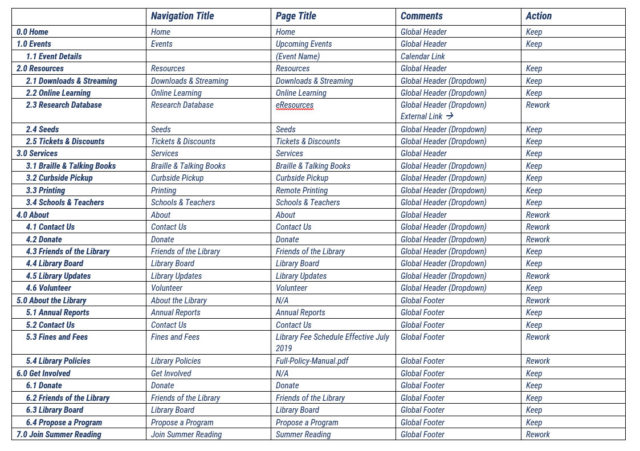 Navigation Title Page Title Comments Action
0.0 Home Home Home Global Header Keep
1.0 Events Events Upcoming Events Global Header Keep
1.1 Event Details (Event Name) Calendar Link
2.0 Resources Resources Resources Global Header Keep
2.1 Downloads & Streaming Downloads & Streaming Downloads & Streaming Global Header (Dropdown) Keep
2.2 Online Learning Online Learning Online Learning Global Header (Dropdown) Keep
2.3 Research Database Research Database eResources Global Header (Dropdown) Rework
External Link →
2.4 Seeds Seeds Seeds Global Header (Dropdown) Keep
2.5 Tickets & Discounts Tickets & Discounts Tickets & Discounts Global Header (Dropdown) Keep
3.0 Services Services Services Global Header Keep
3.1 Braille & Talking Books Braille & Talking Books Braille & Talking Books Global Header (Dropdown) Keep
3.2 Curbside Pickup Curbside Pickup Curbside Pickup Global Header (Dropdown) Keep
3.3 Printing Printing Remote Printing Global Header (Dropdown) Keep
3.4 Schools & Teachers Schools & Teachers Schools & Teachers Global Header (Dropdown) Keep
4.0 About About About Global Header Rework
4.1 Contact Us Contact Us Contact Us Global Header (Dropdown) Rework
4.2 Donate Donate Donate Global Header (Dropdown) Rework
4.3 Friends of the Library Friends of the Library Friends of the Library Global Header (Dropdown) Keep
4.4 Library Board Library Board Library Board Global Header (Dropdown) Keep
4.5 Library Updates Library Updates Library Updates Global Header (Dropdown) Rework
4.6 Volunteer Volunteer Volunteer Global Header (Dropdown) Keep
5.0 About the Library About the Library N/A Global Footer Rework
5.1 Annual Reports Annual Reports Annual Reports Global Footer Keep
5.2 Contact Us Contact Us Contact Us Global Footer Keep
5.3 Fines and Fees Fines and Fees Library Fee Schedule Effective July Global Footer Rework
2019
5.4 Library Policies Library Policies Full-Policy-Manual.pdf Global Footer Rework
6.0 Get Involved Get Involved N/A Global Footer Keep
6.1 Donate Donate Donate Global Footer Keep
6.2 Friends of the Library Friends of the Library Friends of the Library Global Footer Keep
6.3 Library Board Library Board Library Board Global Footer Keep
6.4 Propose a Program Propose a Program Propose a Program Global Footer Keep
7.0 Join Summer Reading Join Summer Reading Summer Reading Global Footer Rework